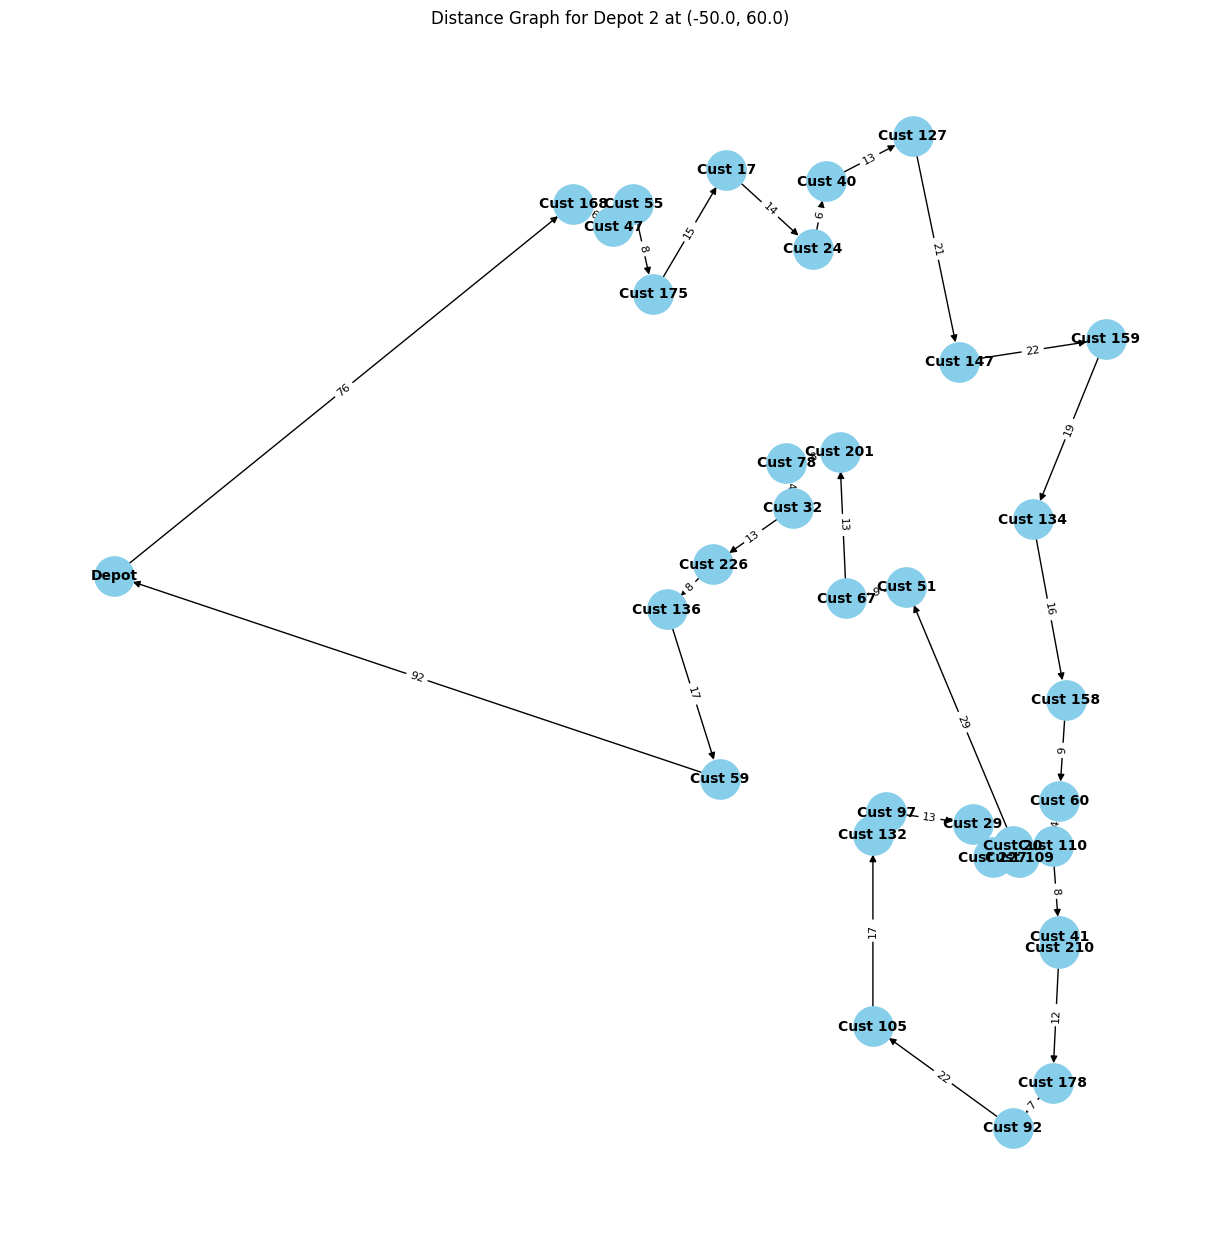 Distance Graph for Depot 2 at (-50.0, 60.0)
Cust 127
13
Cust 17
Cust 40
Cust 168
Cust 55
14
6
9
Cust 47
15
Cust 24
8
21
Cust 175
Cust 159
22
Cust 147
76
19
Cust 201
Cust 78
4
Cust 32
Cust 134
13
13
Cust 226
Depot
8
Cust 51
9
Cust 67
Cust 136
16
92
17
Cust 158
29
9
Cust 59
Cust 60
Cust 97
13
Cust 29
4
Cust 132
Cust 20
Cust 110
Cust 227
Cust 109
8
17
Cust 41
Cust 210
12
Cust 105
22
Cust 178
7
Cust 92